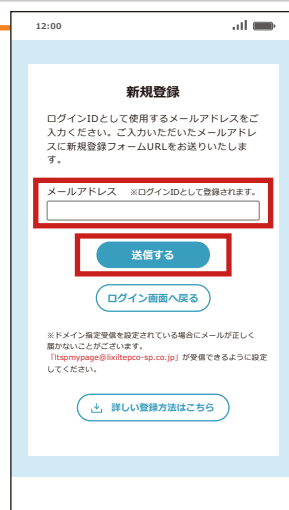 12:00
新規登録
ログインIDとして使用するメールアドレスをご
入力ください。ご入力いただいたメールアドレ
スに新規登録フォームURLをお送りいたしま
す。
メールアドレス ※ログインIDとして登録されます。
送信する
ログイン画面へ戻る
※ドメイン指定受信を設定されている場合にメールが正しく
届かないことがございます。
「ltspmypage@lixiltepco-sp.co.jp」が受信できるように設定
してください。
詳しい登録方法はこちら